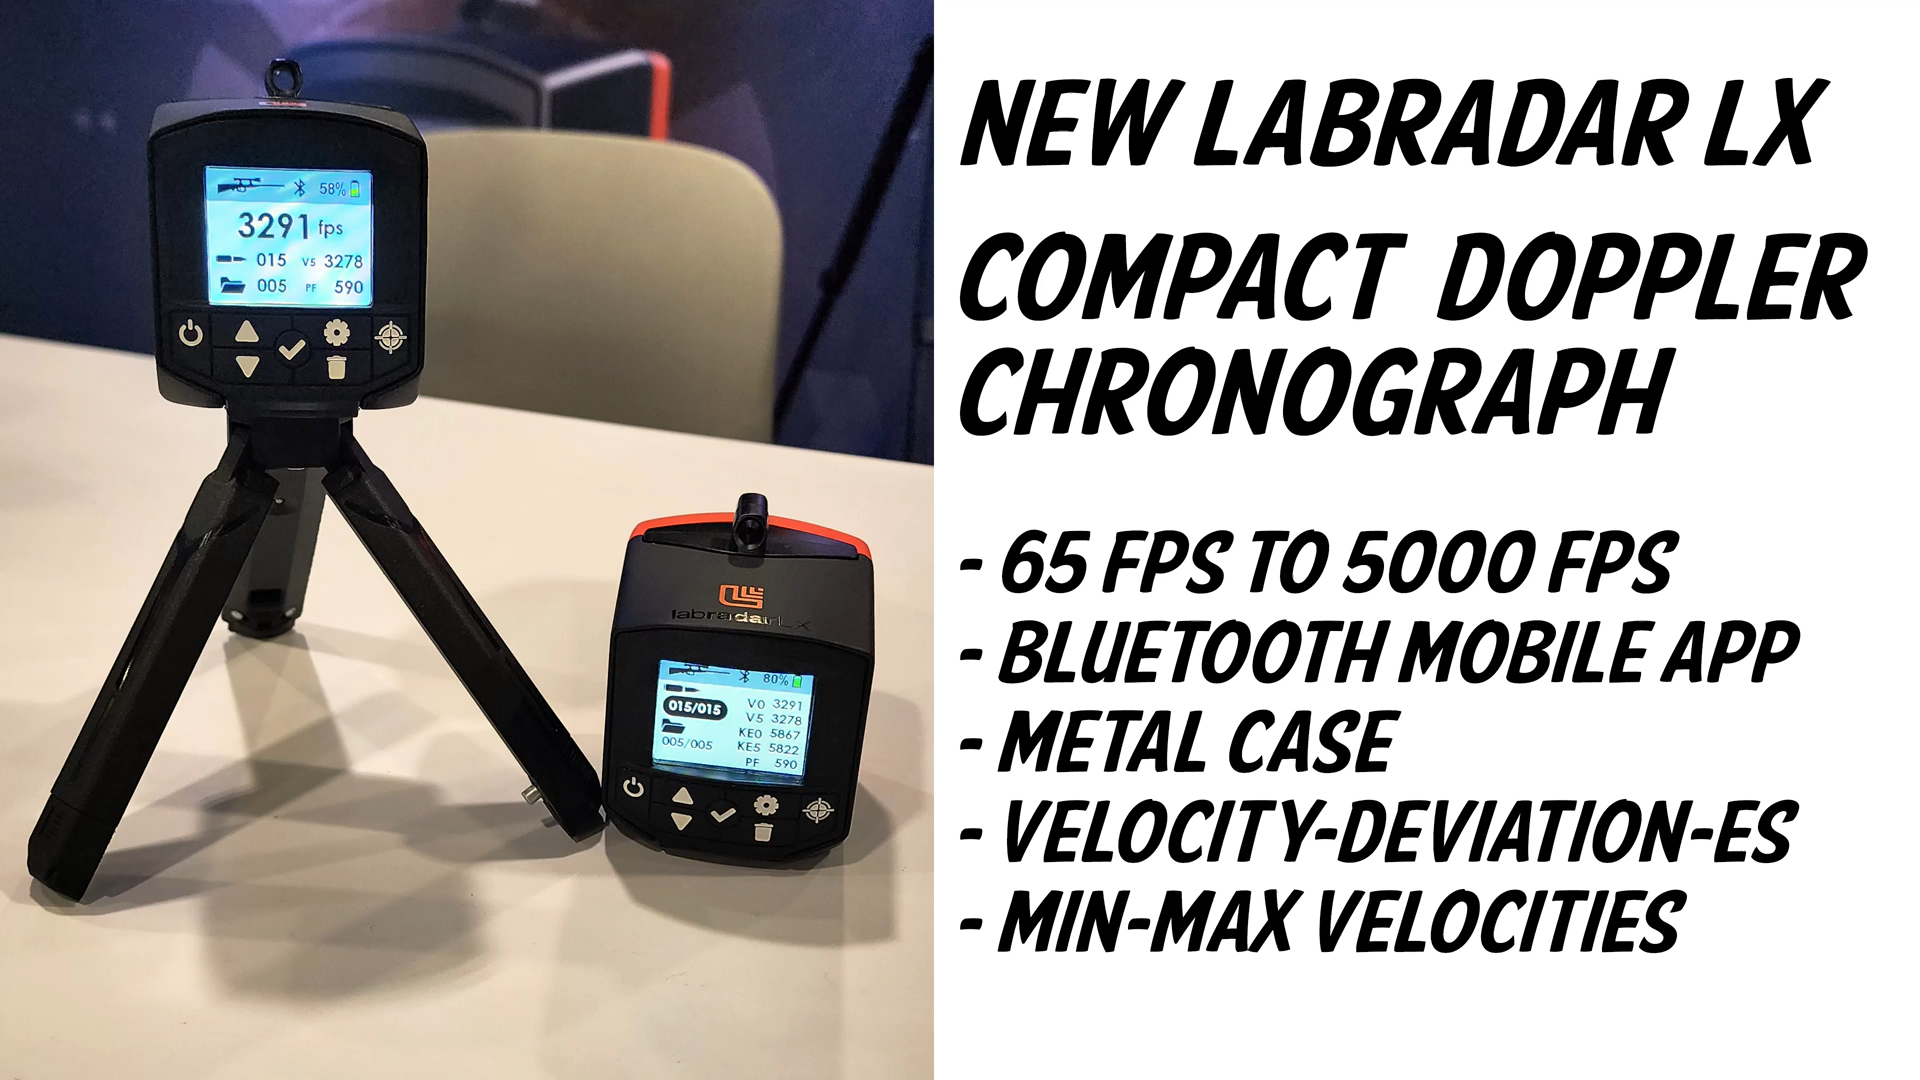 58%
3291 fps
015 V5 3278
005 PF 590
labradar LX
80%
015/015
V0 3291
V5 3278
KE0 5867
005/005
KE5 5822
PF 590
NEW LABRADAR LX
COMPACT DOPPLER
CHRONOGRAPH
- 65 FPS TO 5000 FPS
- BLUETOOTH MOBILE APP
- METAL CASE
- VELOCITY-DEVIATION-ES
- MIN-MAX VELOCITIES